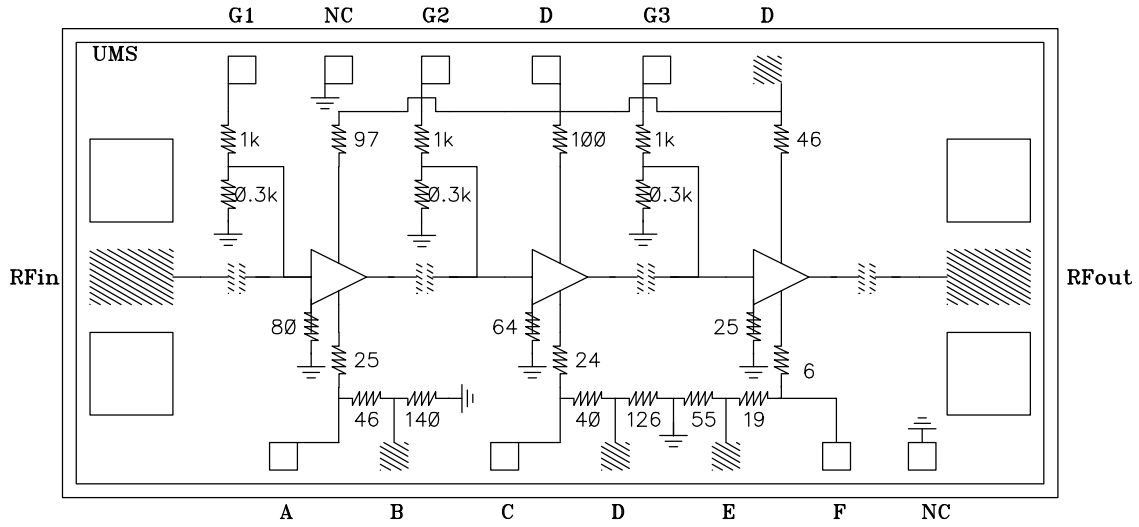 G1 NC G2 D G3 D
UMS
1k 97 1k 100 1k 46
0.3k 0.3k 0.3k
RFin RFout
80 64 25
25 24 6
46 140 40 126 55 19
A B C D E F NC